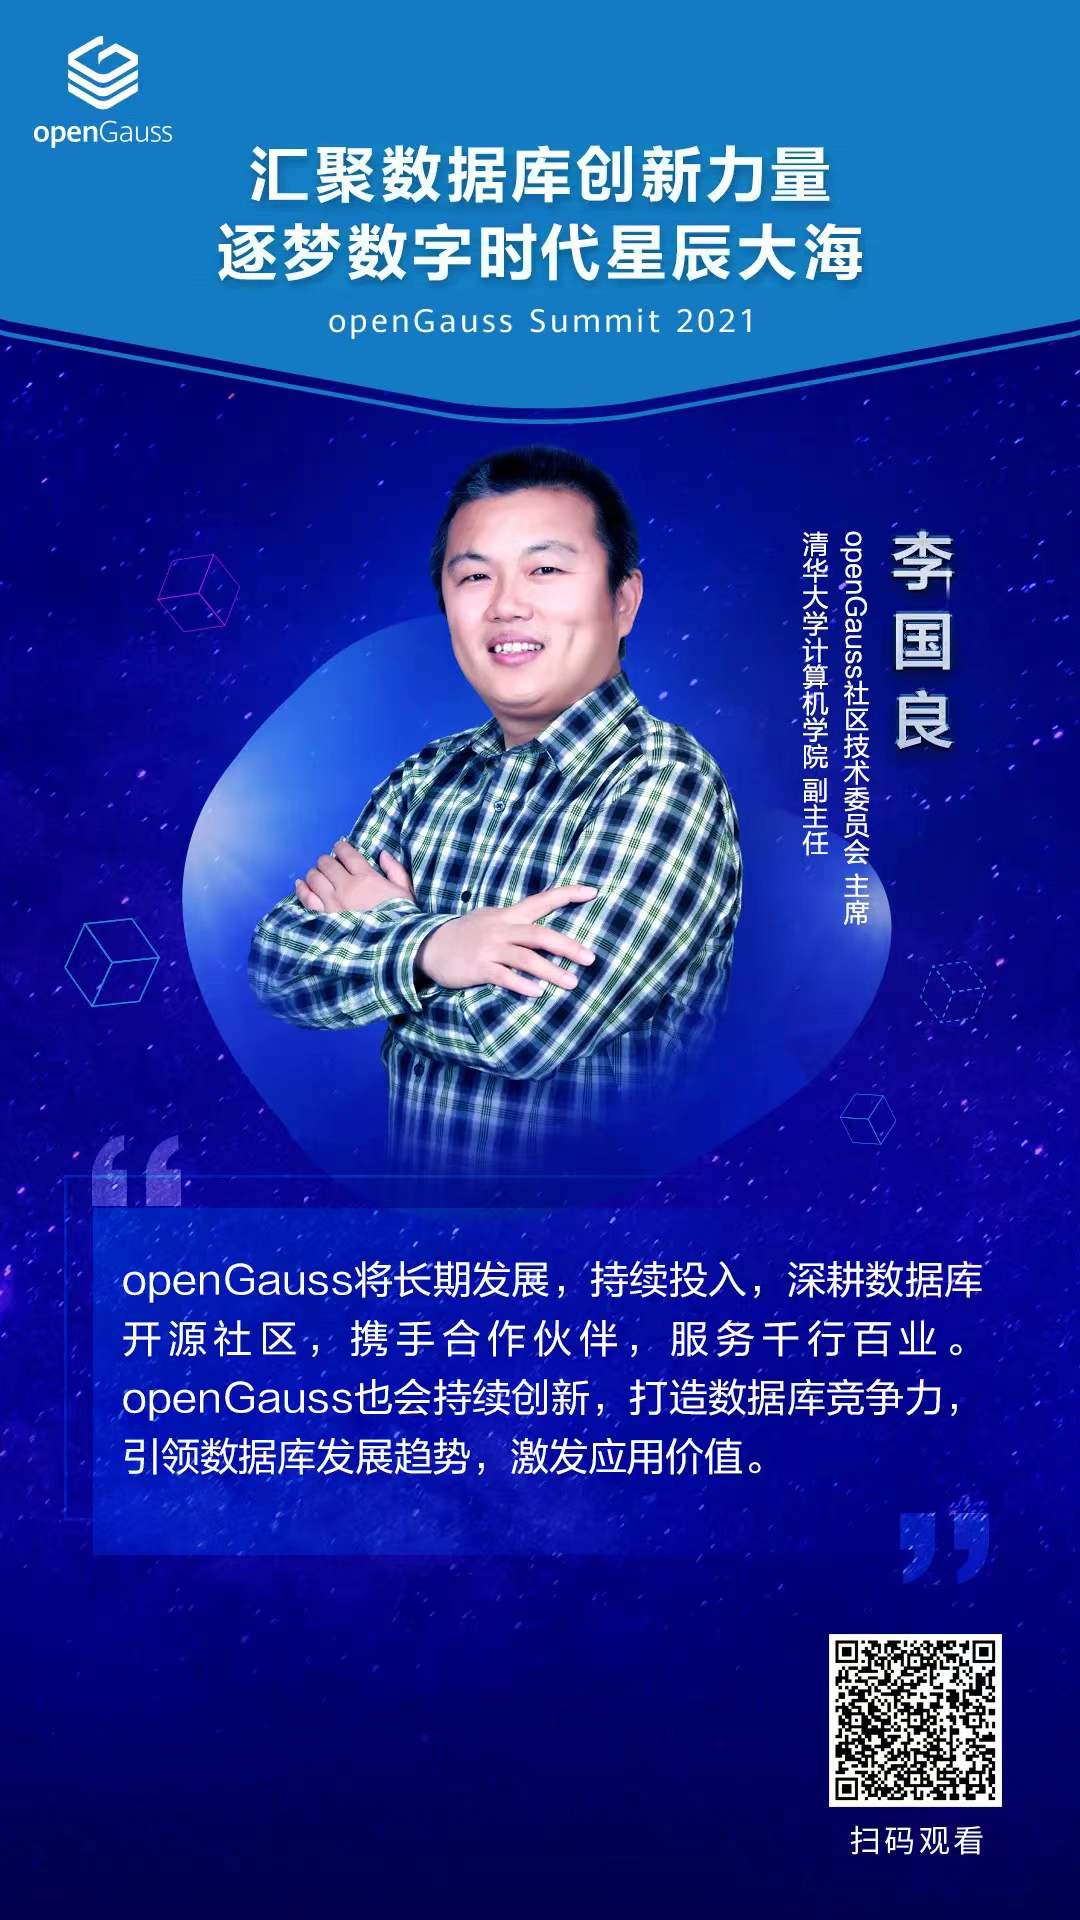 openGauss
汇聚数据库创新力量
逐梦数字时代星辰大海
openGauss Summit 2021
李国良
openGauss社区技术委员会 主席
清华大学计算机学院 副主任
openGauss将长期发展，持续投入，深耕数据库
开源社区，携手合作伙伴，服务千行百业。
openGauss也会持续创新，打造数据库竞争力，
引领数据库发展趋势，激发应用价值。
扫码观看